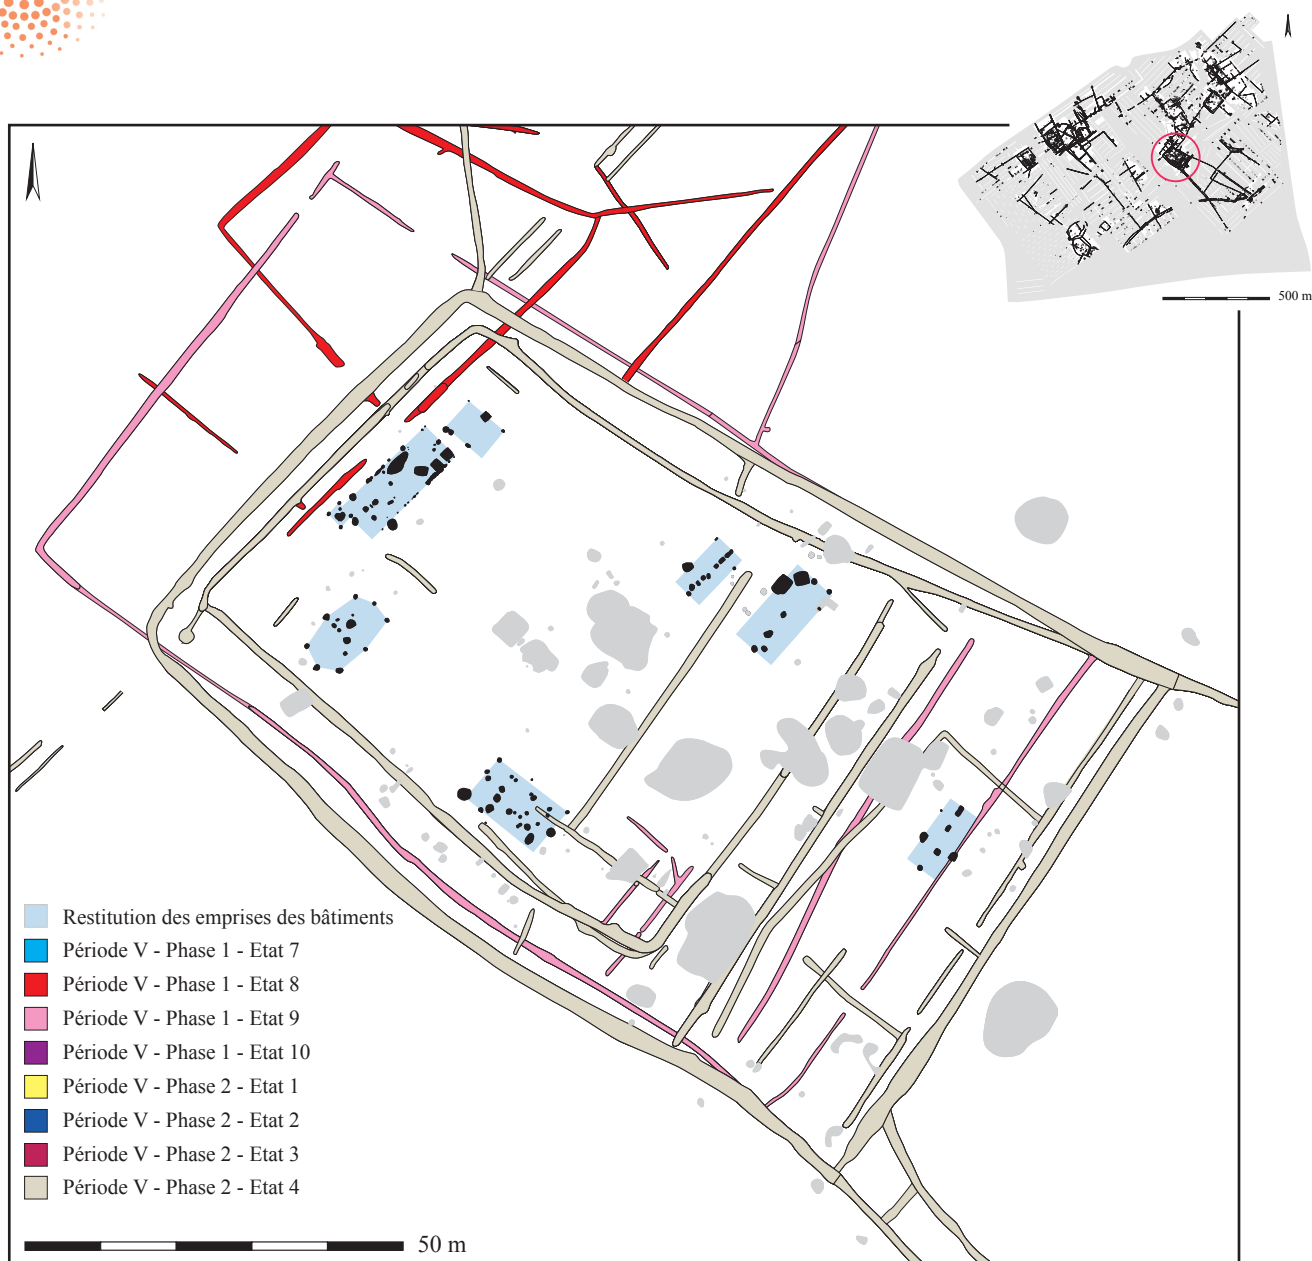 500 m
Restitution des emprises des bâtiments
Période V - Phase 1 - Etat 7
Période V - Phase 1 - Etat 8
Période V - Phase 1 - Etat 9
Période V - Phase 1 - Etat 10
Période V - Phase 2 - Etat 1
Période V - Phase 2 - Etat 2
Période V - Phase 2 - Etat 3
Période V - Phase 2 - Etat 4
50 m